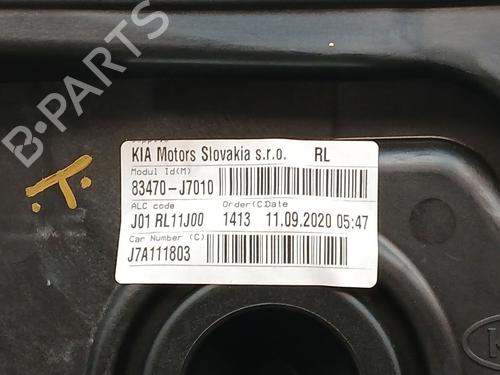 KIA Motors Slovakia s.r.o. RL
Modul Id(M)
83470-J7010
ALC code Order(C)Date
J01 RL11J00 1413 11.09.2020 05:47
Car Number (C)
J7A111803
B-PARTS
.T.